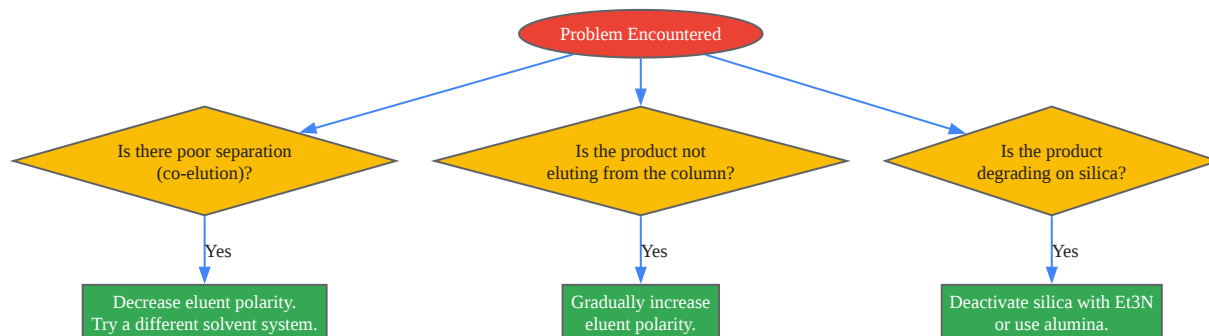 Problem Encountered
Is there poor separation
(co-elution)?
Is the product not
eluting from the column?
Is the product
degrading on silica?
Yes
Yes
Yes
Decrease eluent polarity.
Try a different solvent system.
Gradually increase
eluent polarity.
Deactivate silica with Et3N
or use alumina.